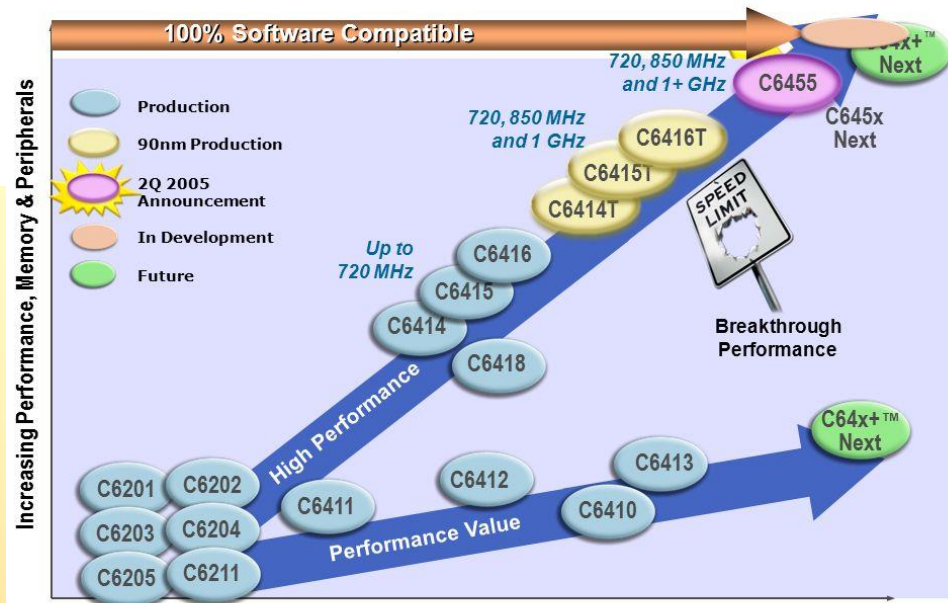 100% Software Compatible
Increasing Performance, Memory & Peripherals
Production
90nm Production
2Q 2005
Announcement
In Development
Future
720, 850 MHz
and 1+ GHz
C6455
C64x+™
Next
C645x
Next
720, 850 MHz
and 1 GHz
C6416T
C6415T
C6414T
SPEED
LIMIT
Breakthrough
Performance
Up to
720 MHz
C6416
C6415
C6414
C6418
High Performance
C64x+™
Next
C6201
C6202
C6203
C6204
C6205
C6211
C6411
C6412
C6413
C6410
Performance Value